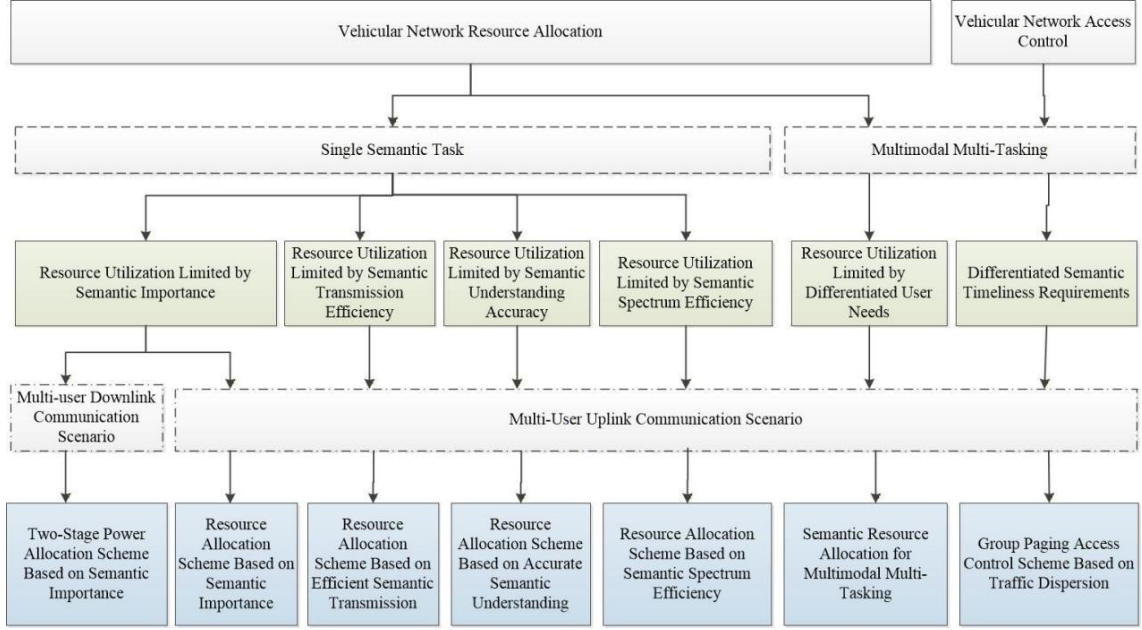 Vehicular Network Resource Allocation
Vehicular Network Access
Control
Single Semantic Task
Multimodal Multi-Tasking
Resource Utilization Limited by
Semantic Importance
Resource Utilization
Limited by Semantic
Transmission
Efficiency
Resource Utilization
Limited by Semantic
Understanding
Accuracy
Resource Utilization
Limited by Semantic
Spectrum Efficiency
Resource Utilization
Limited by
Differentiated User
Needs
Differentiated Semantic
Timeliness Requirements
Multi-user Downlink
Communication
Scenario
Multi-User Uplink Communication Scenario
Two-Stage Power
Allocation Scheme
Based on Semantic
Importance
Resource
Allocation
Scheme Based on
Semantic
Importance
Resource
Allocation
Scheme Based on
Efficient Semantic
Transmission
Resource
Allocation Scheme
Based on Accurate
Semantic
Understanding
Resource Allocation
Scheme Based on
Semantic Spectrum
Efficiency
Semantic Resource
Allocation for
Multimodal Multi-
Tasking
Group Paging Access
Control Scheme Based on
Traffic Dispersion